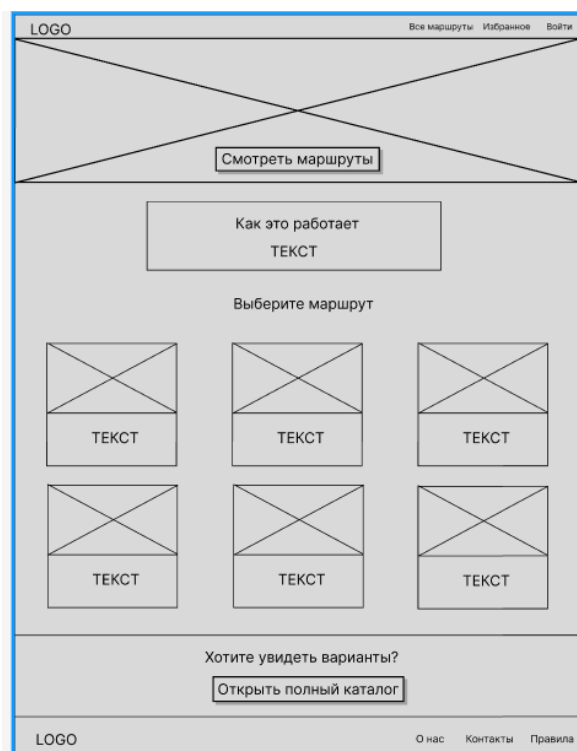 LOGO Все маршруты Избранное Войти
Смотреть маршруты
Как это работает
ТЕКСТ
Выберите маршрут
ТЕКСТ ТЕКСТ ТЕКСТ
ТЕКСТ ТЕКСТ ТЕКСТ
Хотите увидеть варианты?
Открыть полный каталог
LOGO О нас Контакты Правила